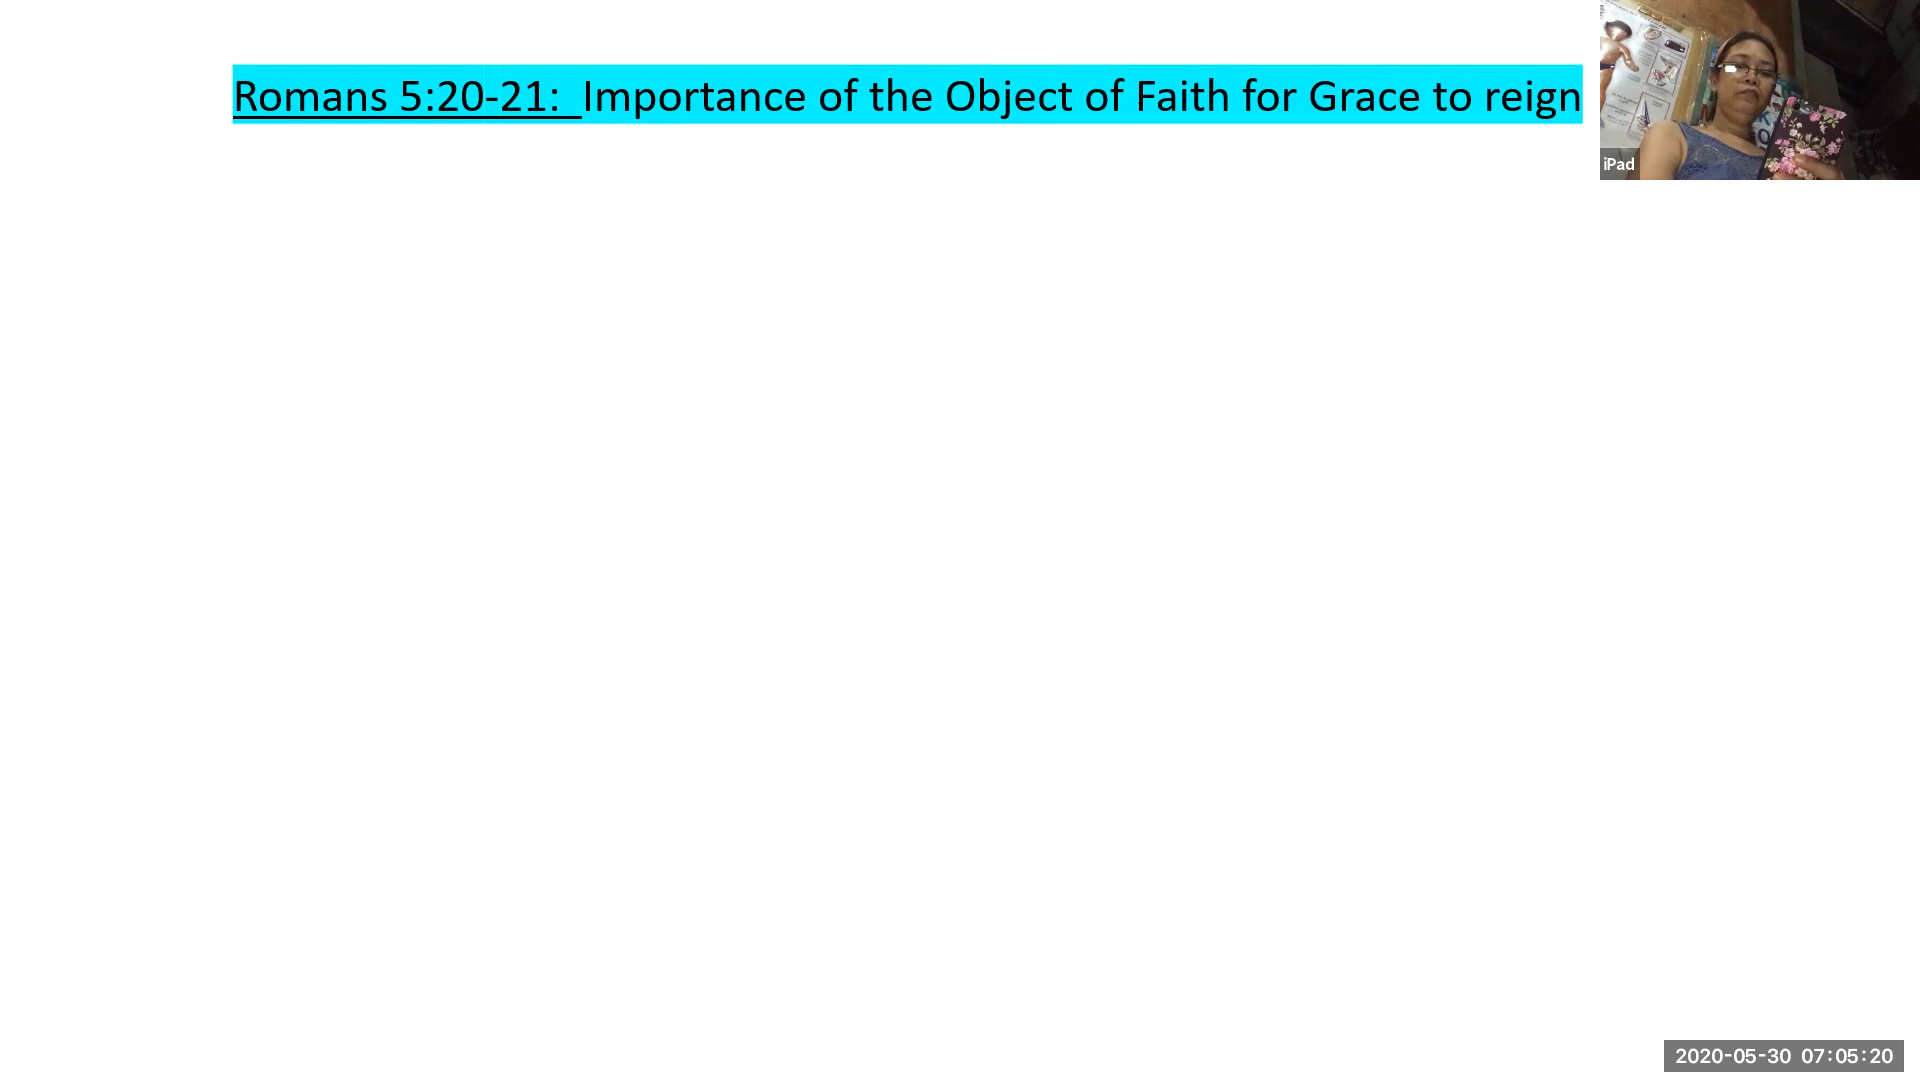 Romans 5:20-21:  Importance of the Object of Faith for Grace to reign
iPad
2020-05-30 07:05:20